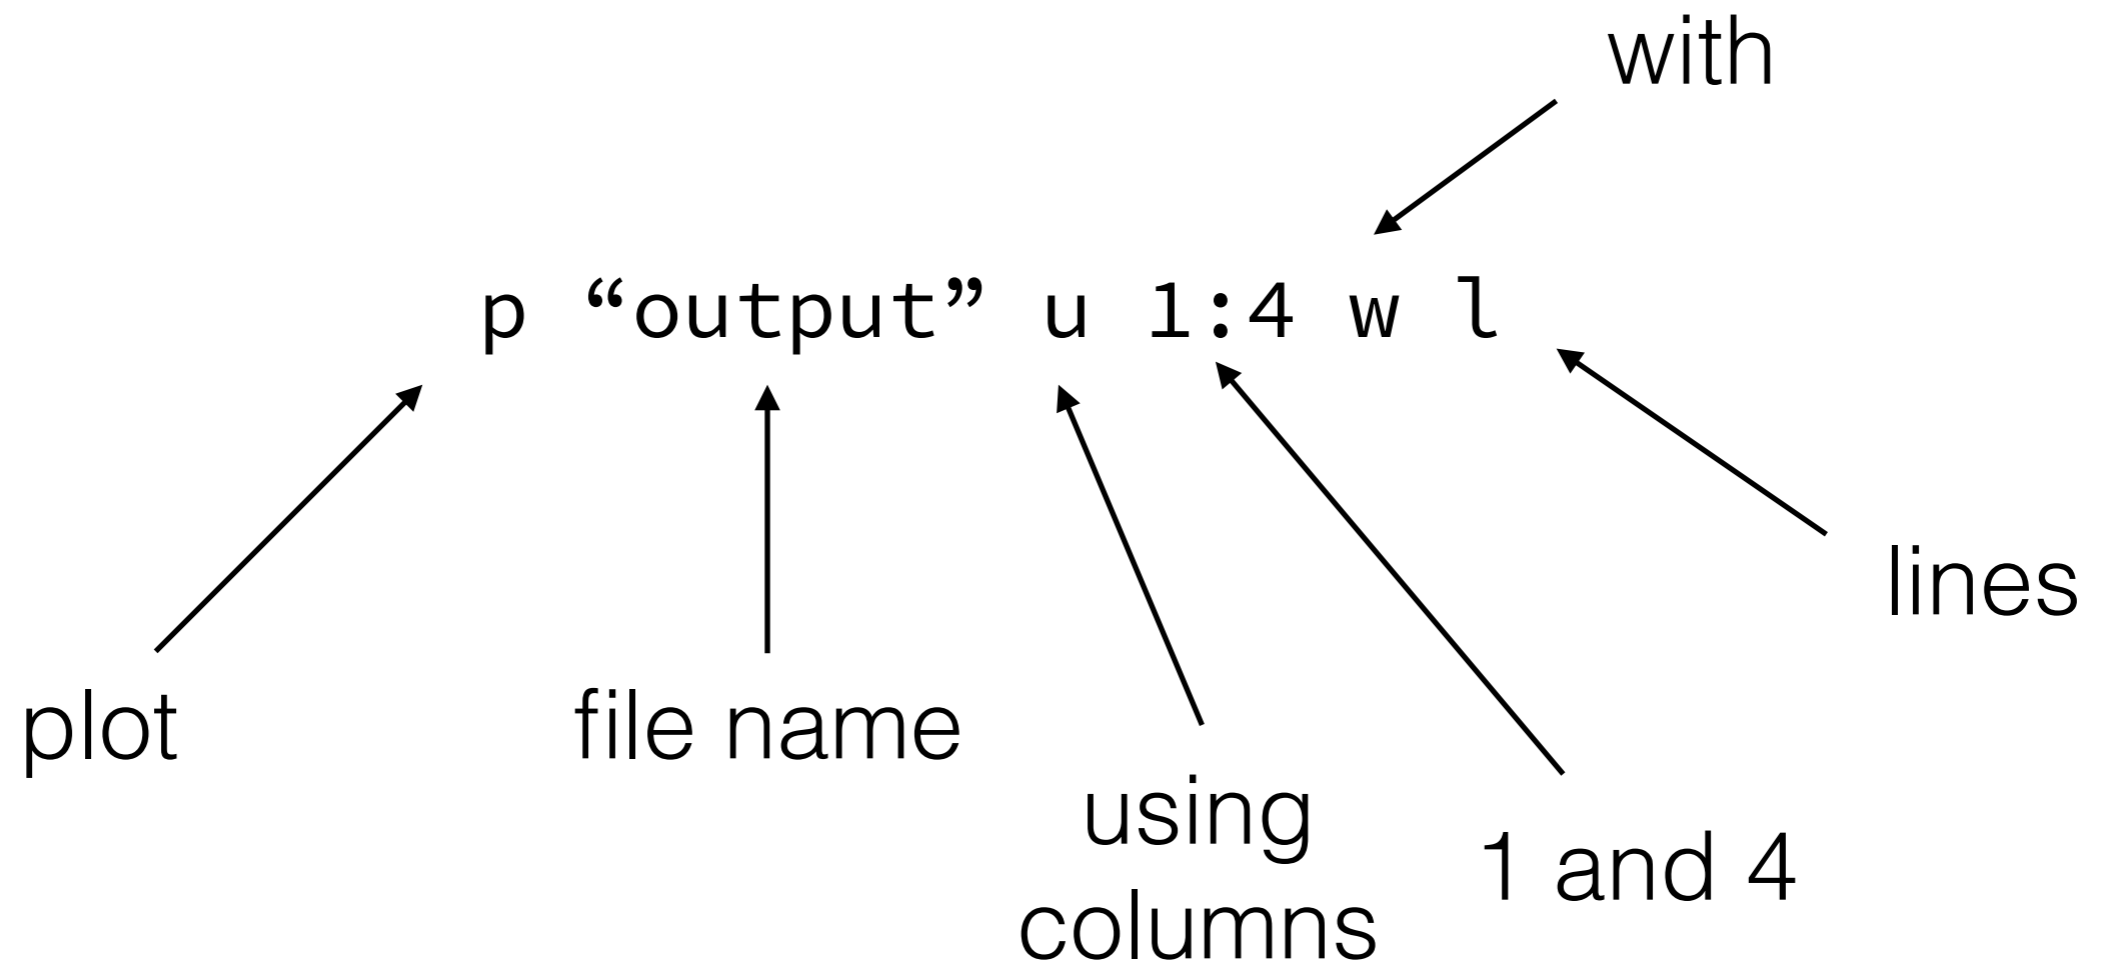 with
p “output” u 1:4 w l
lines
plot
file name
using
columns
1 and 4